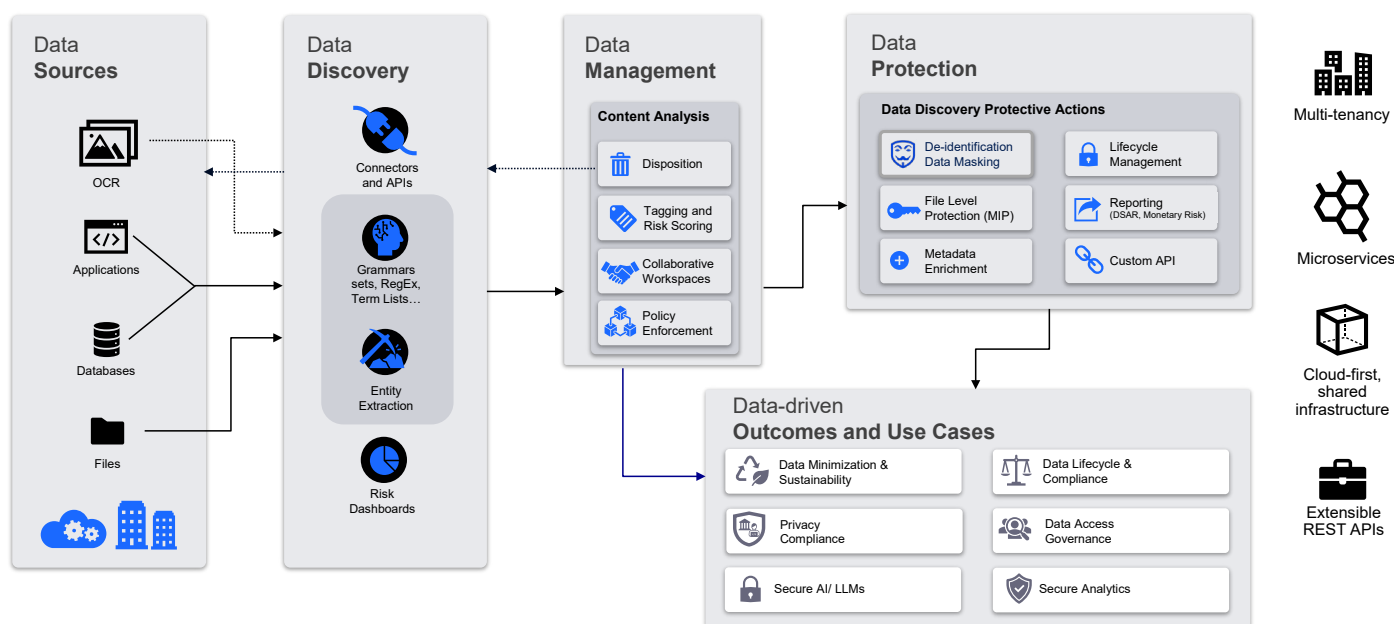 Data
Sources
OCR
Applications
Databases
Files
Data
Discovery
Connectors
and APIs
Grammars
sets, RegEx,
Term Lists…
Entity
Extraction
Risk
Dashboards
Data
Management
Content Analysis
Disposition
Tagging and
Risk Scoring
Collaborative
Workspaces
Policy
Enforcement
Data
Protection
Data Discovery Protective Actions
De-identification
Data Masking
Lifecycle
Management
File Level
Protection (MIP)
Reporting
(DSAR, Monetary Risk)
Metadata
Enrichment
Custom API
Data-driven
Outcomes and Use Cases
Data Minimization &
Sustainability
Data Lifecycle &
Compliance
Privacy
Compliance
Data Access
Governance
Secure AI/ LLMs
Secure Analytics
Multi-tenancy
Microservices
Cloud-first,
shared
infrastructure
Extensible
REST APIs